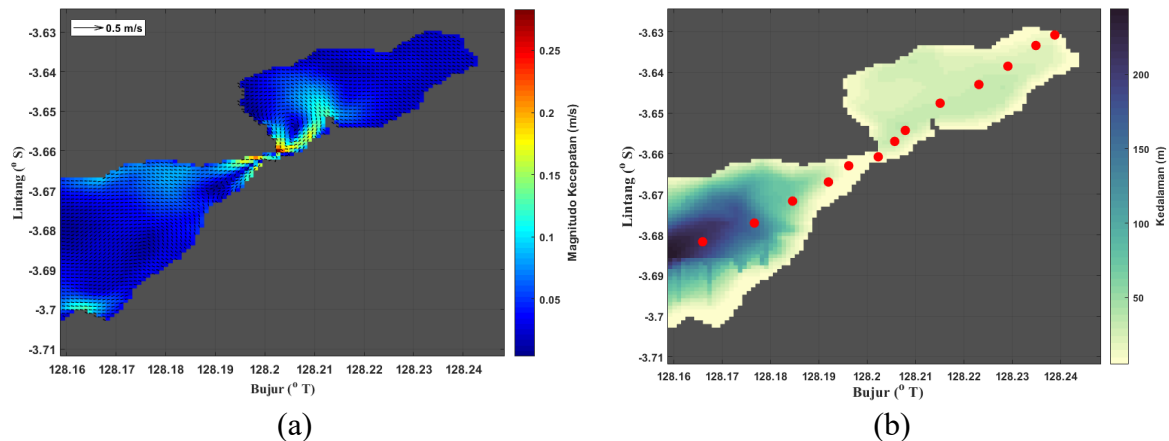 0.5 m/s
-3.63
-3.64
-3.65
-3.66
-3.67
-3.68
-3.69
-3.7
-3.71
Lintang (° S)
128.16 128.17 128.18 128.19 128.2 128.21 128.22 128.23 128.24
Bujur (° T)
0.25
0.2
0.15
0.1
0.05
Magnitudo Kecepatan (m/s)
(a)
-3.63
-3.64
-3.65
-3.66
-3.67
-3.68
-3.69
-3.7
-3.71
Lintang (° S)
128.16 128.17 128.18 128.19 128.2 128.21 128.22 128.23 128.24
Bujur (° T)
200
150
100
50
Kedalaman (m)
(b)